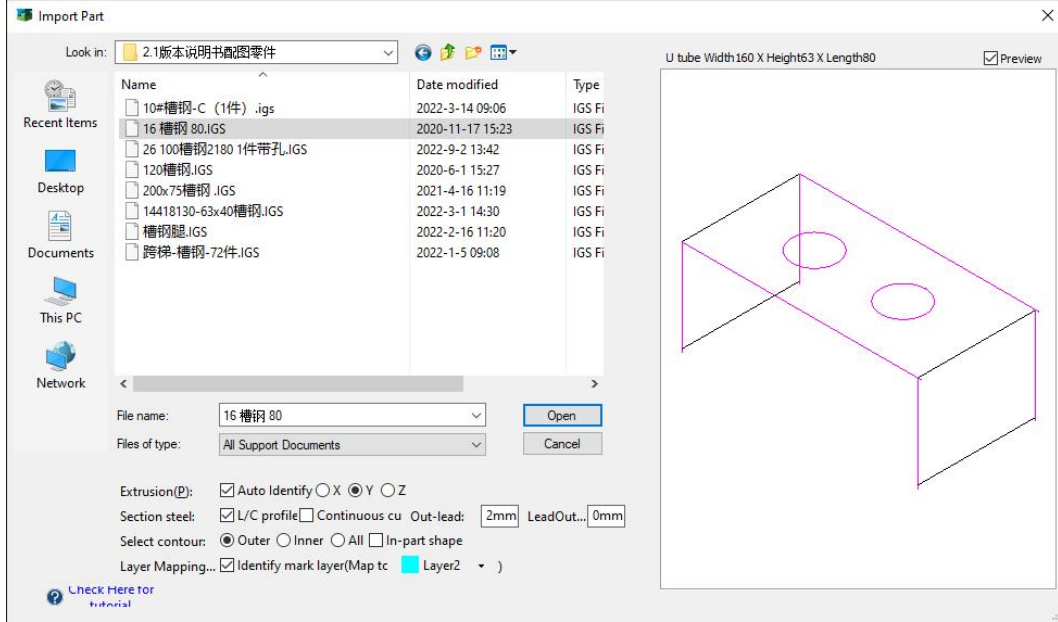 Import Part
Look in: 2.1版本说明书配图零件
U tube Width160 X Height63 X Length80 Preview
Name Date modified Type
10#槽钢-C（1件）.igs 2022-3-14 09:06 IGS Fi
16 槽钢 80.IGS 2020-11-17 15:23 IGS Fi
26 100槽钢2180 1件带孔.IGS 2022-9-2 13:42 IGS Fi
120槽钢.IGS 2020-6-1 15:27 IGS Fi
200x75槽钢 .IGS 2021-4-16 11:19 IGS Fi
14418130-63x40槽钢.IGS 2022-3-1 14:30 IGS Fi
槽钢腿.IGS 2022-2-16 11:20 IGS Fi
跨梯-槽钢-72件.IGS 2022-1-5 09:08 IGS Fi
Recent Items
Desktop
Documents
This PC
Network
File name: 16 槽钢 80 Open
Files of type: All Support Documents Cancel
Extrusion(P): Auto Identify X Y Z
Section steel: L/C profile Continuous cu Out-lead: 2mm LeadOut... 0mm
Select contour: Outer Inner All In-part shape
Layer Mapping... Identify mark layer(Map to Layer2 )
Check Here for
tutorial